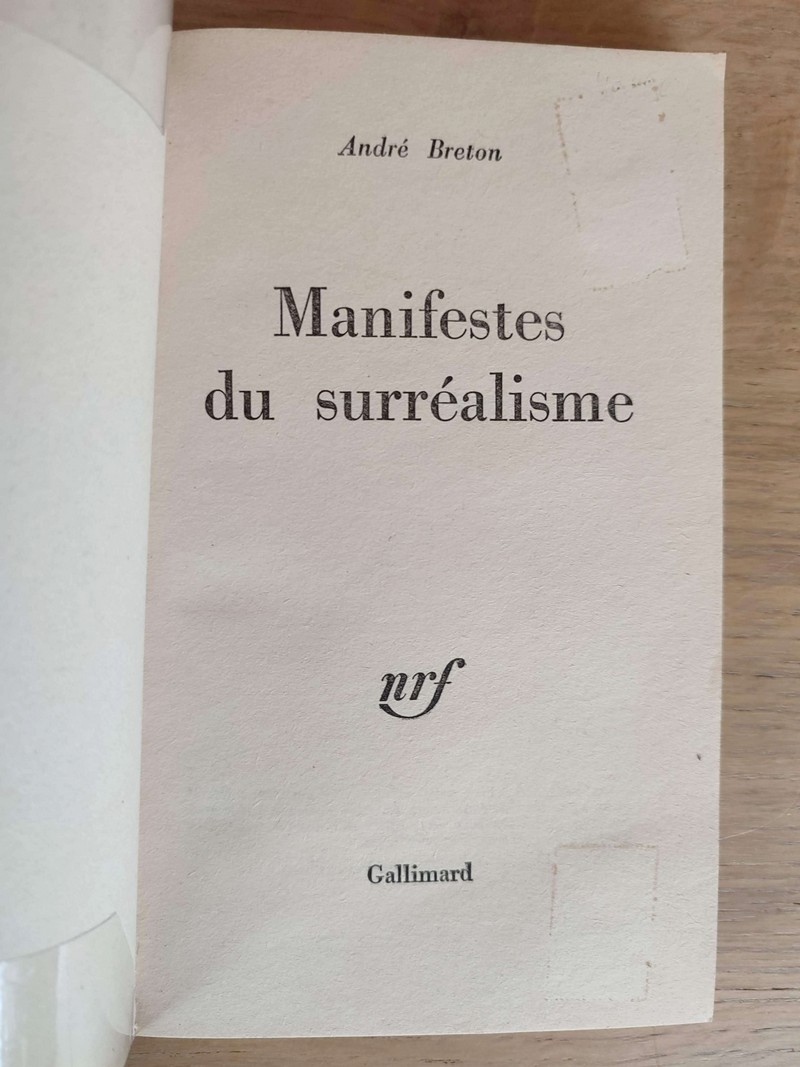 André Breton
Manifestes
du surréalisme
nrf
Gallimard